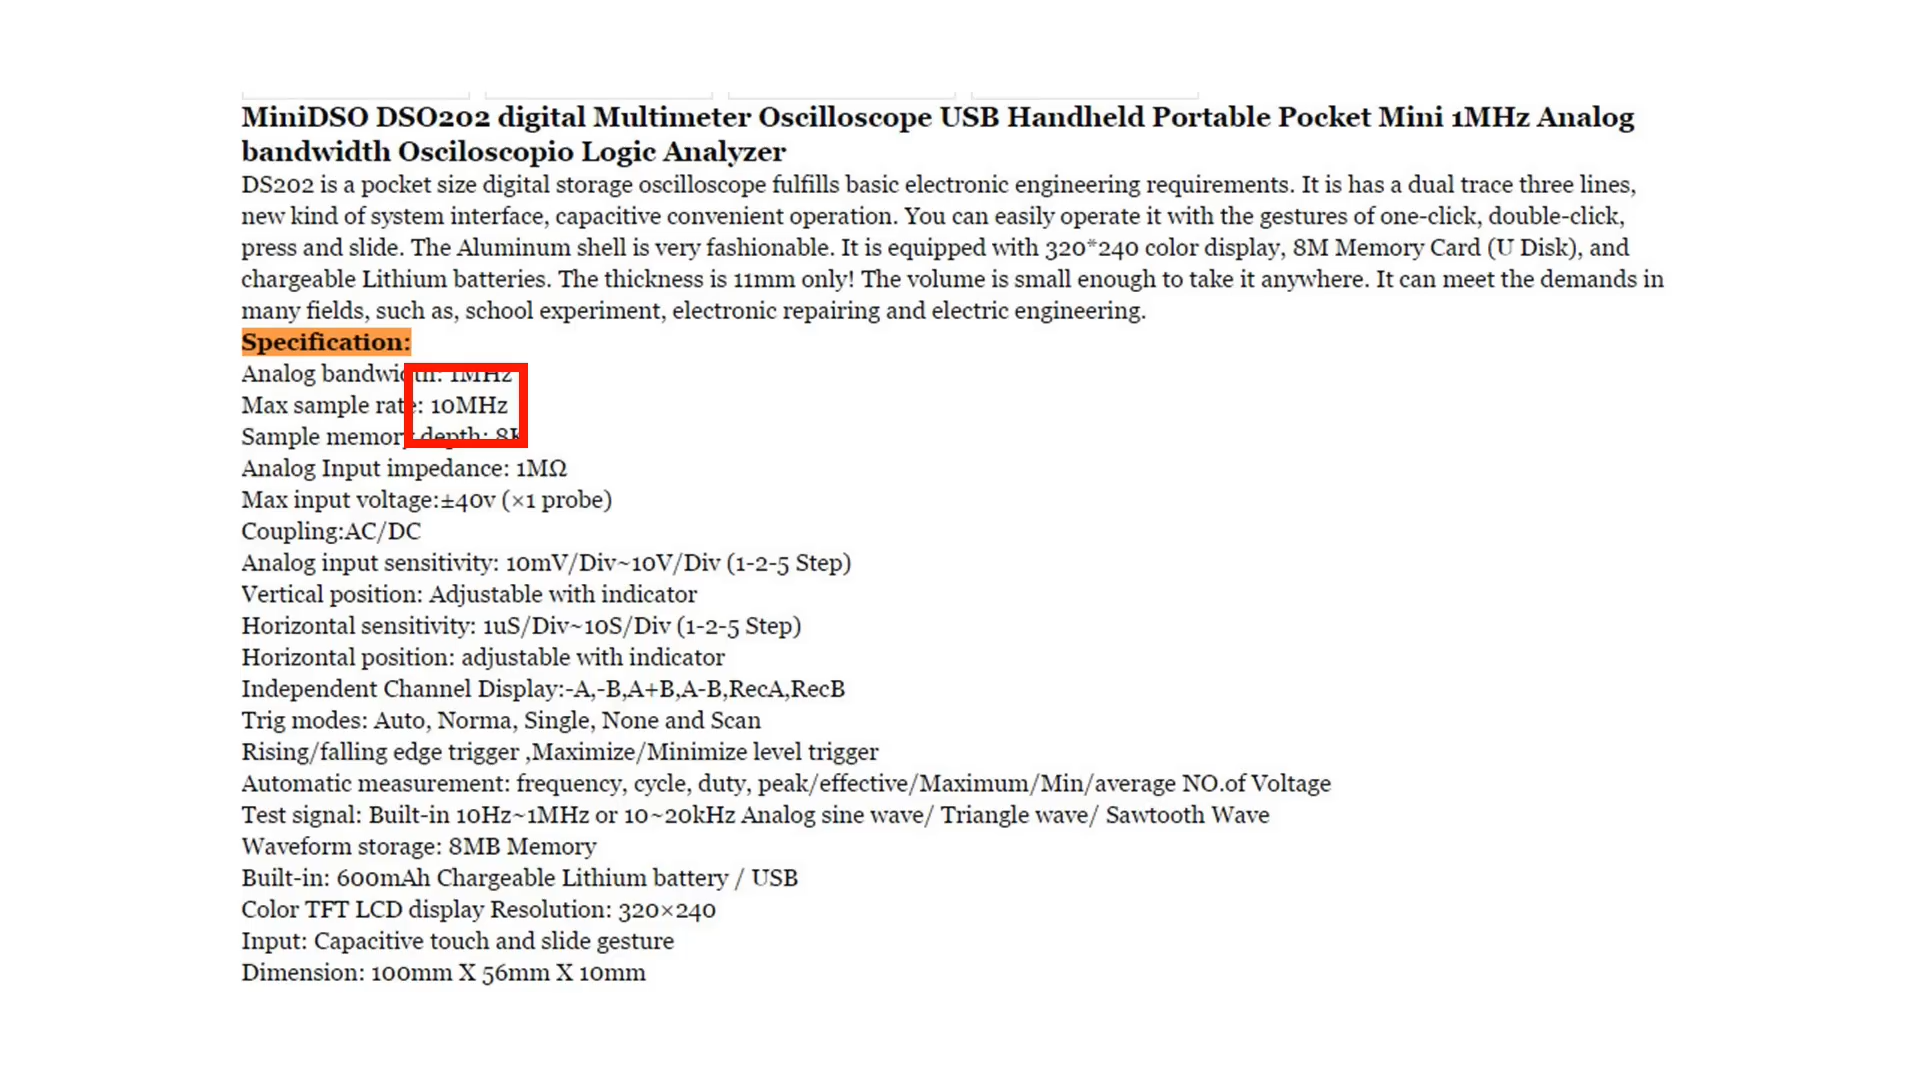 MiniDSO DSO202 digital Multimeter Oscilloscope USB Handheld Portable Pocket Mini 1MHz Analog
bandwidth Osciloscopio Logic Analyzer
DS202 is a pocket size digital storage oscilloscope fulfills basic electronic engineering requirements. It is has a dual trace three lines,
new kind of system interface, capacitive convenient operation. You can easily operate it with the gestures of one-click, double-click,
press and slide. The Aluminum shell is very fashionable. It is equipped with 320*240 color display, 8M Memory Card (U Disk), and
chargeable Lithium batteries. The thickness is 11mm only! The volume is small enough to take it anywhere. It can meet the demands in
many fields, such as, school experiment, electronic repairing and electric engineering.
Specification:
Analog bandwidth: 1MHz
Max sample rate: 10MHz
Sample memory depth: 8K
Analog Input impedance: 1MΩ
Max input voltage:±40v (×1 probe)
Coupling:AC/DC
Analog input sensitivity: 10mV/Div~10V/Div (1-2-5 Step)
Vertical position: Adjustable with indicator
Horizontal sensitivity: 1uS/Div~10S/Div (1-2-5 Step)
Horizontal position: adjustable with indicator
Independent Channel Display:-A,-B,A+B,A-B,RecA,RecB
Trig modes: Auto, Norma, Single, None and Scan
Rising/falling edge trigger ,Maximize/Minimize level trigger
Automatic measurement: frequency, cycle, duty, peak/effective/Maximum/Min/average NO.of Voltage
Test signal: Built-in 10Hz~1MHz or 10~20kHz Analog sine wave/ Triangle wave/ Sawtooth Wave
Waveform storage: 8MB Memory
Built-in: 600mAh Chargeable Lithium battery / USB
Color TFT LCD display Resolution: 320×240
Input: Capacitive touch and slide gesture
Dimension: 100mm X 56mm X 10mm